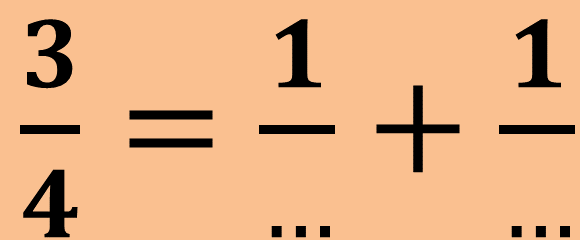 3/4 = 1/... + 1/...